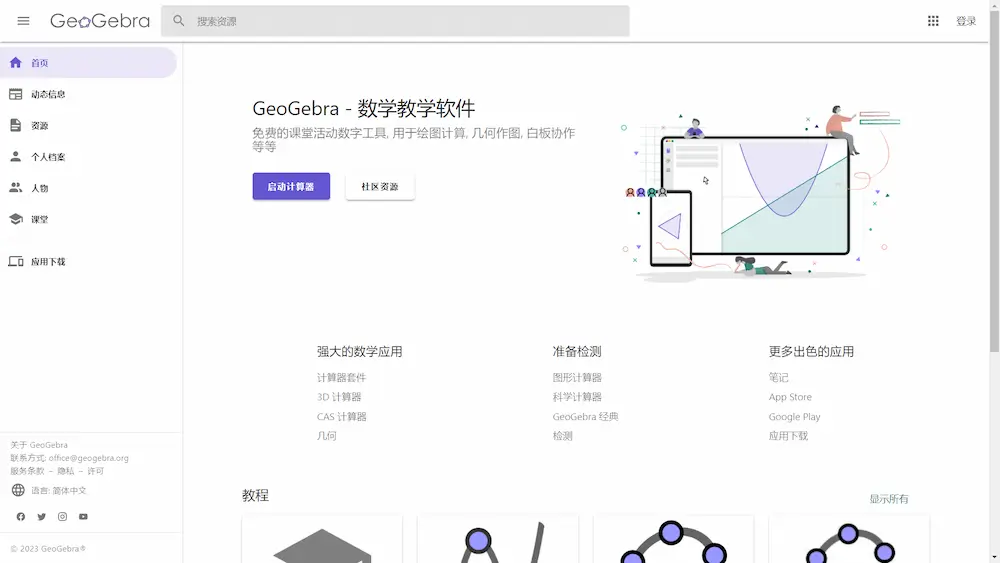 GeoGebra
搜索资源
登录
首页
动态信息
资源
个人档案
人物
课堂
应用下载
GeoGebra - 数学教学软件
免费的课堂活动数字工具, 用于绘图计算, 几何作图, 白板协作
等等
启动计算器
社区资源
强大的数学应用
计算器套件
3D 计算器
CAS 计算器
几何
准备检测
图形计算器
科学计算器
GeoGebra 经典
检测
更多出色的应用
笔记
App Store
Google Play
应用下载
关于 GeoGebra
联系方式: office@geogebra.org
服务条款 – 隐私 – 许可
语言: 简体中文
© 2023 GeoGebra®
教程
显示所有